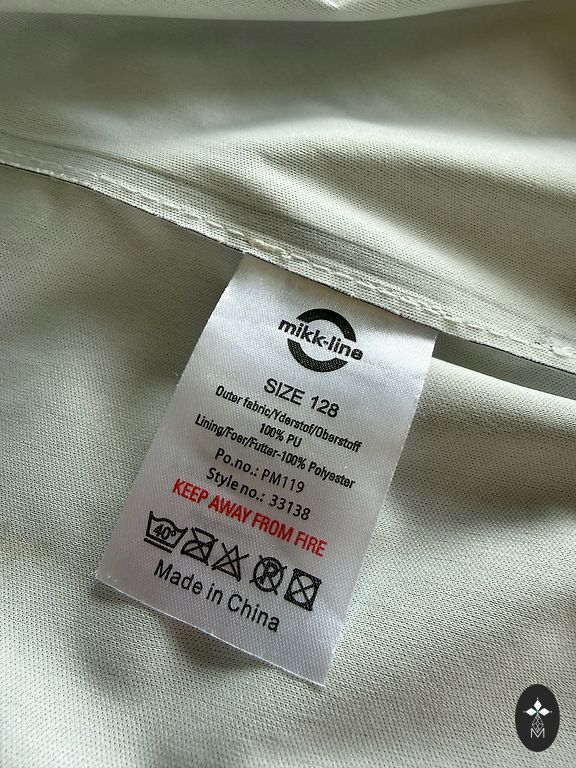 mikk-line
SIZE 128
Outer fabric/Yderstof/Oberstoff
100% PU
Lining/Foer/Futter-100% Polyester
Po.no.: PM119
Style no.: 33138
KEEP AWAY FROM FIRE
40° P
Made in China
M